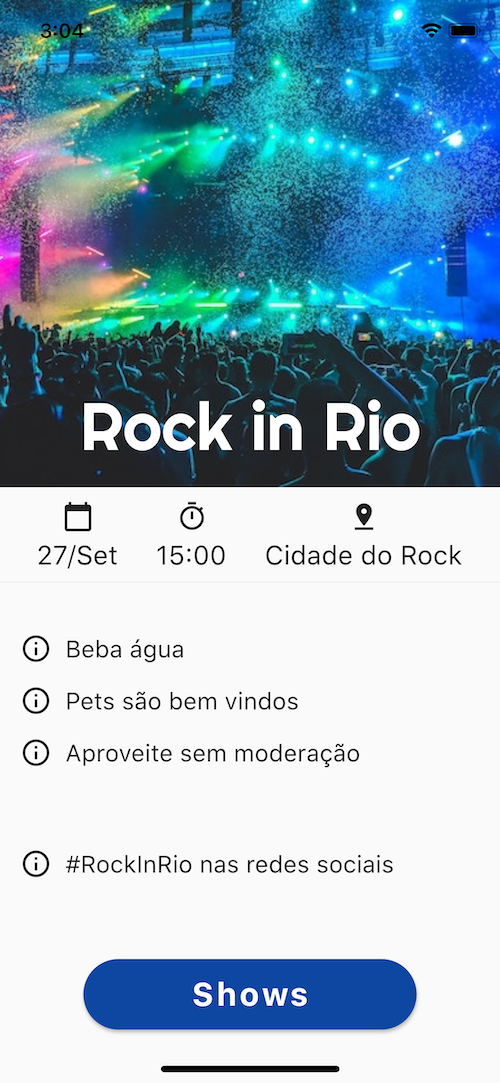 3:04
Rock in Rio
27/Set 15:00 Cidade do Rock
Beba água
Pets são bem vindos
Aproveite sem moderação
#RockInRio nas redes sociais
Shows